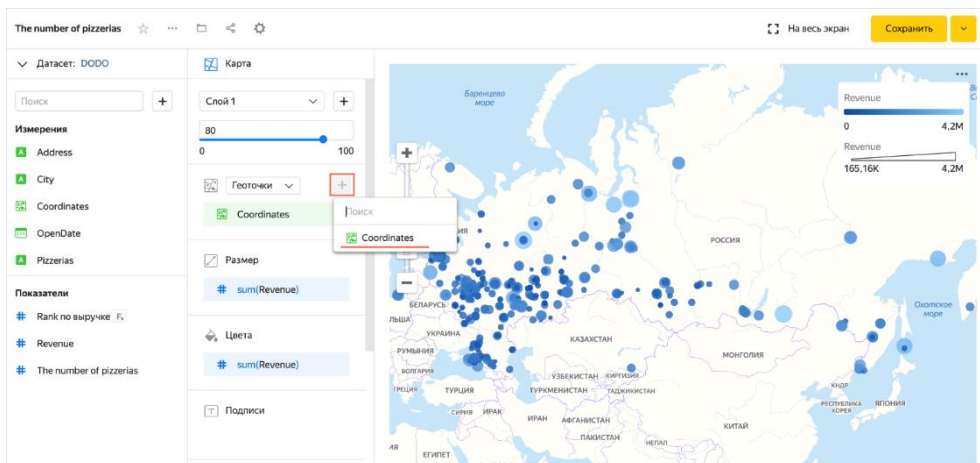 The number of pizzerias
На весь экран
Сохранить
Датасет: DODO
Поиск
Измерения
Address
City
Coordinates
OpenDate
Pizzerias
Показатели
Rank по выручке
Revenue
The number of pizzerias
Карта
Слой 1
80
0 100
Геоточки
Coordinates
Поиск
Coordinates
Размер
sum(Revenue)
Цвета
sum(Revenue)
Подписи
Баренцево
море
Revenue
0 4,2M
Revenue
165,16K 4,2M
РОССИЯ
Охотское
море
БЕЛАРУСЬ
УКРАИНА
РУМЫНИЯ
БОЛГАРИЯ
КАЗАХСТАН
МОНГОЛИЯ
УЗБЕКИСТАН КИРГИЗИЯ
ТУРЦИЯ ТУРКМЕНИСТАН ТАДЖИКИСТАН
КНДР
РЕСПУБЛИКА
КОРЕЯ
ЯПОНИЯ
СИРИЯ ИРАК ИРАН АФГАНИСТАН
КИТАЙ
ПАКИСТАН
НЕПАЛ
ЕГИПЕТ